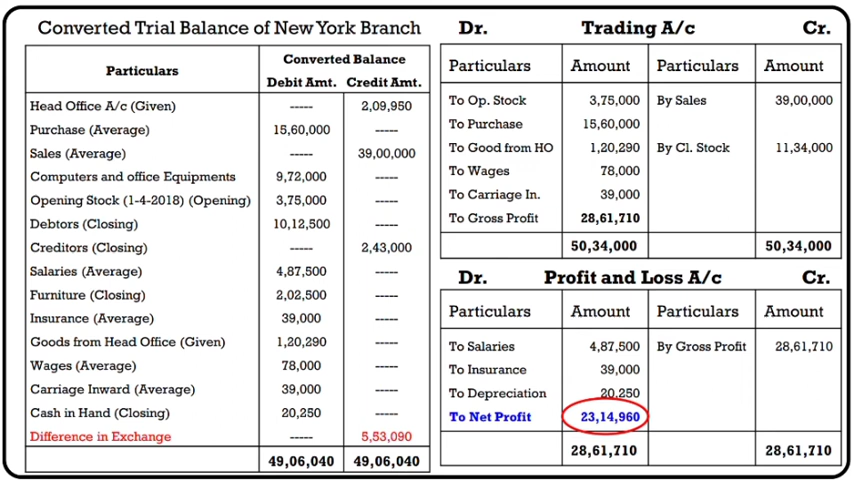 Converted Trial Balance of New York Branch
Particulars Converted Balance
Debit Amt. Credit Amt.
Head Office A/c (Given) ----- 2,09,950
Purchase (Average) 15,60,000 -----
Sales (Average) ----- 39,00,000
Computers and office Equipments 9,72,000 -----
Opening Stock (1-4-2018) (Opening) 3,75,000 -----
Debtors (Closing) 10,12,500 -----
Creditors (Closing) ----- 2,43,000
Salaries (Average) 4,87,500 -----
Furniture (Closing) 2,02,500 -----
Insurance (Average) 39,000 -----
Goods from Head Office (Given) 1,20,290 -----
Wages (Average) 78,000 -----
Carriage Inward (Average) 39,000 -----
Cash in Hand (Closing) 20,250 -----
Difference in Exchange ----- 5,53,090
49,06,040 49,06,040
Dr. Trading A/c Cr.
Particulars Amount Particulars Amount
To Op. Stock 3,75,000 By Sales 39,00,000
To Purchase 15,60,000
To Good from HO 1,20,290 By Cl. Stock 11,34,000
To Wages 78,000
To Carriage In. 39,000
To Gross Profit 28,61,710
50,34,000 50,34,000
Dr. Profit and Loss A/c Cr.
Particulars Amount Particulars Amount
To Salaries 4,87,500 By Gross Profit 28,61,710
To Insurance 39,000
To Depreciation 20,250
To Net Profit 23,14,960
28,61,710 28,61,710